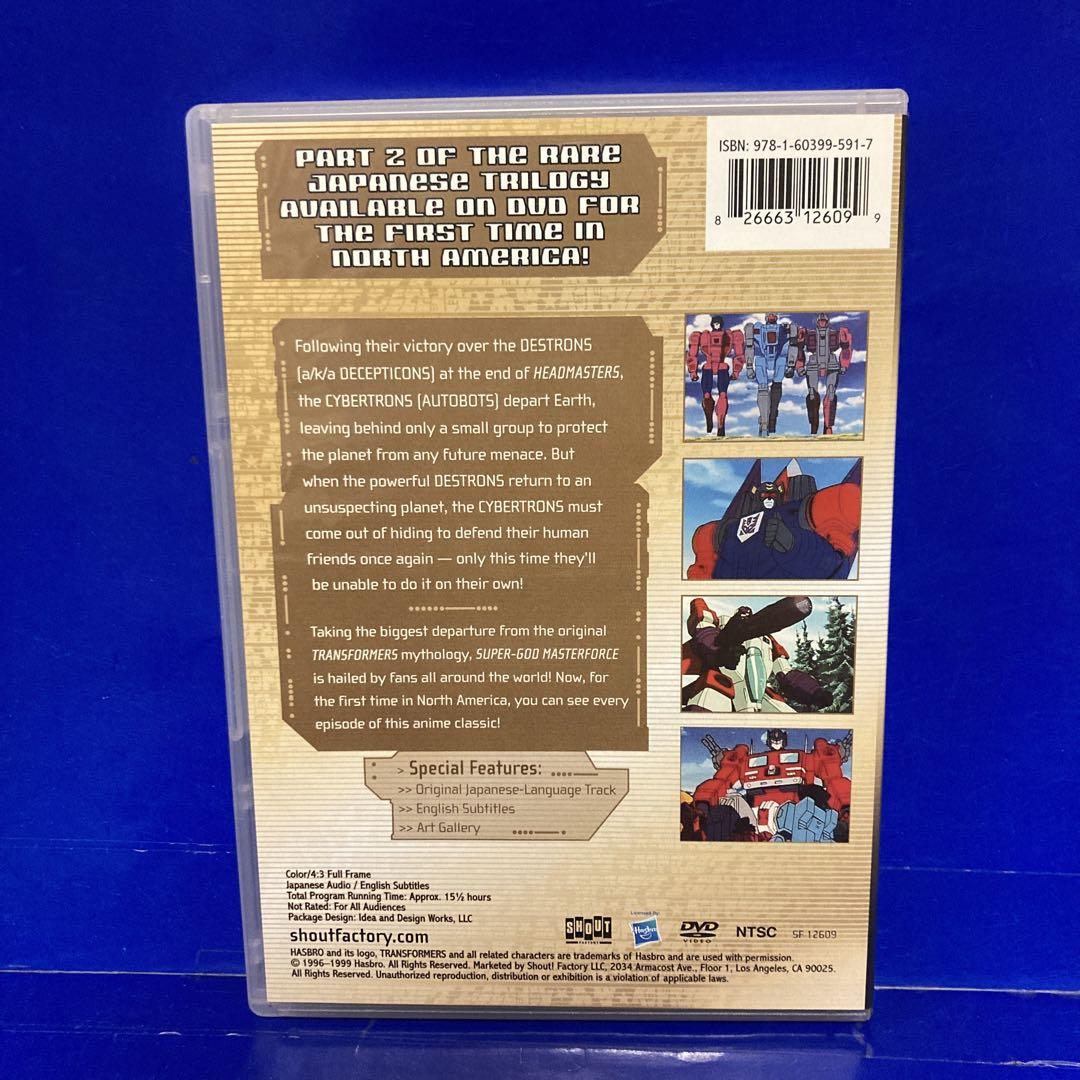 PART 2 OF THE RARE
JAPANESE TRILOGY
AVAILABLE ON DVD FOR
THE FIRST TIME IN
NORTH AMERICA!
ISBN: 978-1-60399-591-7
8 26663 12609 9
Following their victory over the DESTRONS
(a/k/a DECEPTICONS) at the end of HEADMASTERS,
the CYBERTRONS (AUTOBOTS) depart Earth,
leaving behind only a small group to protect
the planet from any future menace. But
when the powerful DESTRONS return to an
unsuspecting planet, the CYBERTRONS must
come out of hiding to defend their human
friends once again — only this time they'll
be unable to do it on their own!
Taking the biggest departure from the original
TRANSFORMERS mythology, SUPER-GOD MASTERFORCE
is hailed by fans all around the world! Now, for
the first time in North America, you can see every
episode of this anime classic!
> Special Features:
>> Original Japanese-Language Track
>> English Subtitles
>> Art Gallery
Color/4:3 Full Frame
Japanese Audio / English Subtitles
Total Program Running Time: Approx. 15½ hours
Not Rated: For All Audiences
Package Design: Idea and Design Works, LLC
shoutfactory.com
SHOUT
FACTORY
Licensed By:
Hasbro
DVD
VIDEO
NTSC
SF 12609
HASBRO and its logo, TRANSFORMERS and all related characters are trademarks of Hasbro and are used with permission.
© 1996–1999 Hasbro. All Rights Reserved. Marketed by Shout! Factory LLC, 2034 Armacost Ave., Floor 1, Los Angeles, CA 90025.
All Rights Reserved. Unauthorized reproduction, distribution or exhibition is a violation of applicable laws.